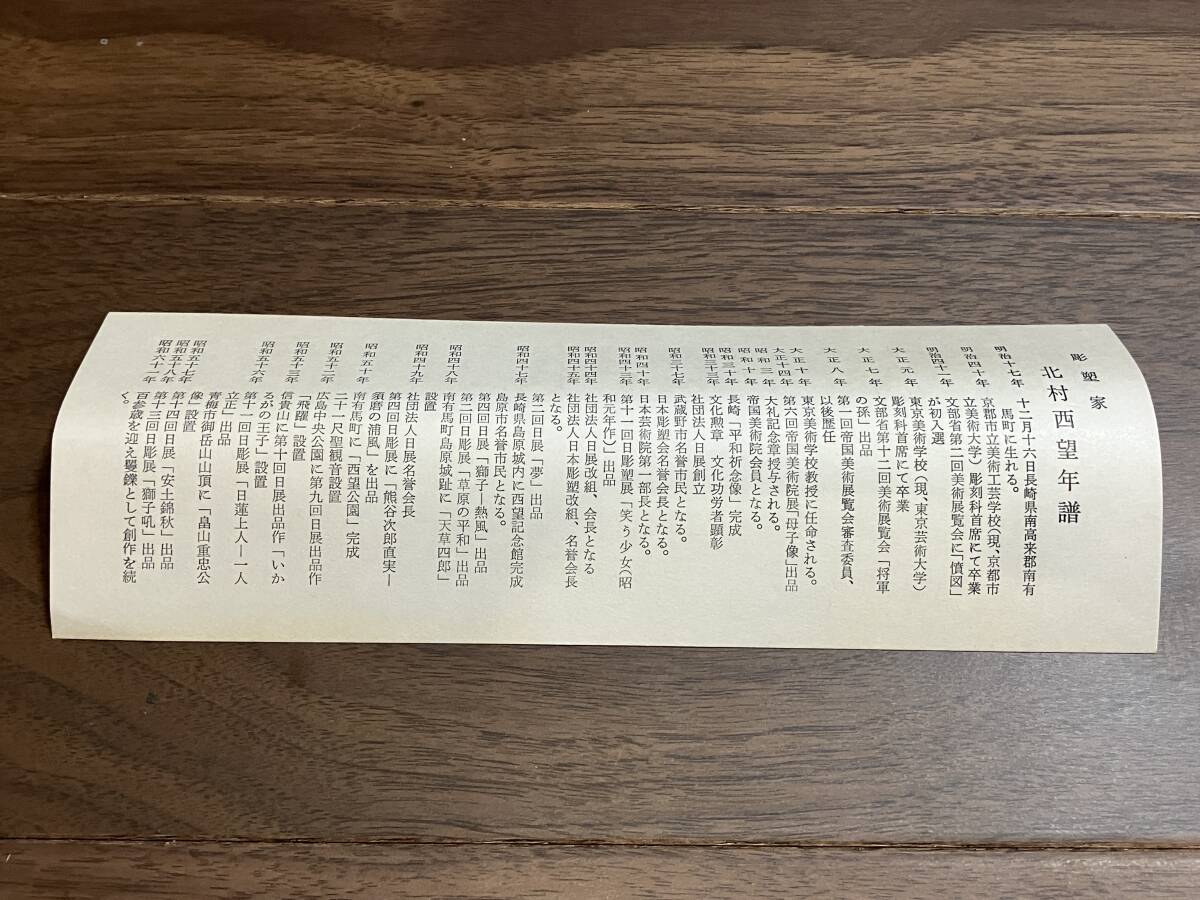 彫塑家
北村西望年譜
明治十七年 十二月十六日長崎県南高来郡南有
馬町に生れる。
明治四十年 京都市立美術工芸学校(現、京都市
立美術大学)彫刻科首席にて卒業
明治四十一年 文部省第二回美術展覧会に「憤図」
が初入選
大正元年 東京美術学校(現、東京芸術大学)
彫刻科首席にて卒業
大正七年 文部省第十二回美術展覧会「将軍
の孫」出品
大正八年 第一回帝国美術展覧会審査委員、
以後歴任
大正十年 東京美術学校教授に任命される。
大正十四年 第六回帝国美術院展「母子像」出品
昭和三年 大礼記念章授与される。
昭和十年 帝国美術院会員となる。
昭和三十年 長崎「平和祈念像」完成
昭和三十三年 文化勲章 文化功労者顕彰
社団法人日展創立
昭和三十七年 武蔵野市名誉市民となる。
日本彫塑会名誉会長となる。
昭和四十年 日本芸術院第一部長となる。
昭和四十三年 第十一回日彫塑展「笑う少女(昭
和元年作)」出品
昭和四十四年 社団法人日展改組、会長となる
昭和四十五年 社団法人日本彫塑改組、名誉会長
となる。
第二回日展「夢」出品
昭和四十七年 長崎県島原城内に西望記念館完成
島原市名誉市民となる。
第四回日展「獅子―熱風」出品
昭和四十八年 第二回日彫展「草原の平和」出品
南有馬町島原城趾に「天草四郎」
設置
昭和四十九年 社団法人日展名誉会長
第四回日彫展に「熊谷次郎直実―
昭和五十年 須磨の浦風」を出品
南有馬町に「西望公園」完成
昭和五十二年 二十一尺聖観音設置
広島中央公園に第九回日展出品作
昭和五十三年 「飛躍」設置
信貴山に第十回日展出品作「いか
昭和五十六年 るがの王子」設置
第十一回日彫展「日蓮上人―一人
立正」出品
青梅市御岳山山頂に「畠山重忠公
昭和五十七年 像」設置
昭和五十八年 第十四回日展「安土錦秋」出品
昭和六十一年 第十三回日彫展「獅子吼」出品
百参歳を迎え矍鑠として創作を続
く。